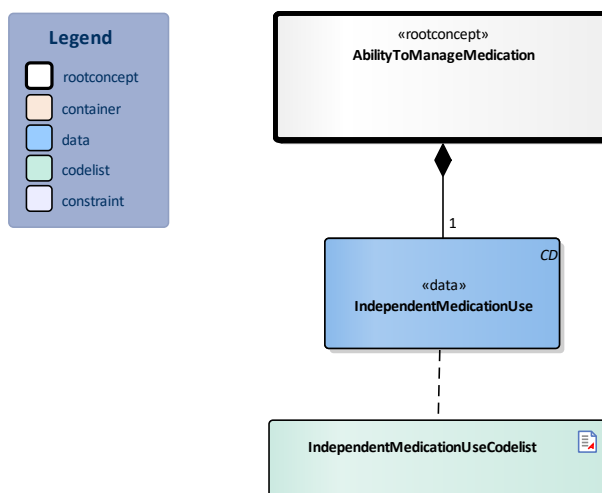 Legend
rootconcept
container
data
codelist
constraint
«rootconcept»
AbilityToManageMedication
1
CD
«data»
IndependentMedicationUse
IndependentMedicationUseCodelist